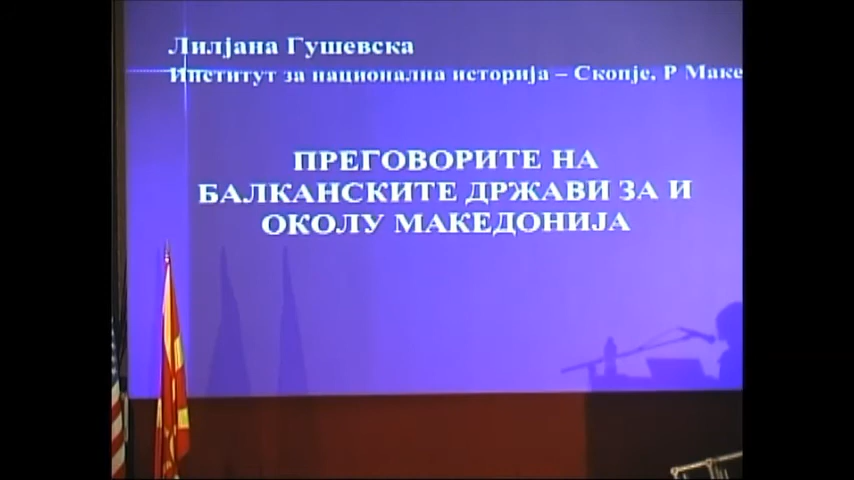 Лилјана Гушевска
Институт за национална историја – Скопје, Р Маке
ПРЕГОВОРИТЕ НА
БАЛКАНСКИТЕ ДРЖАВИ ЗА И
ОКОЛУ МАКЕДОНИЈА